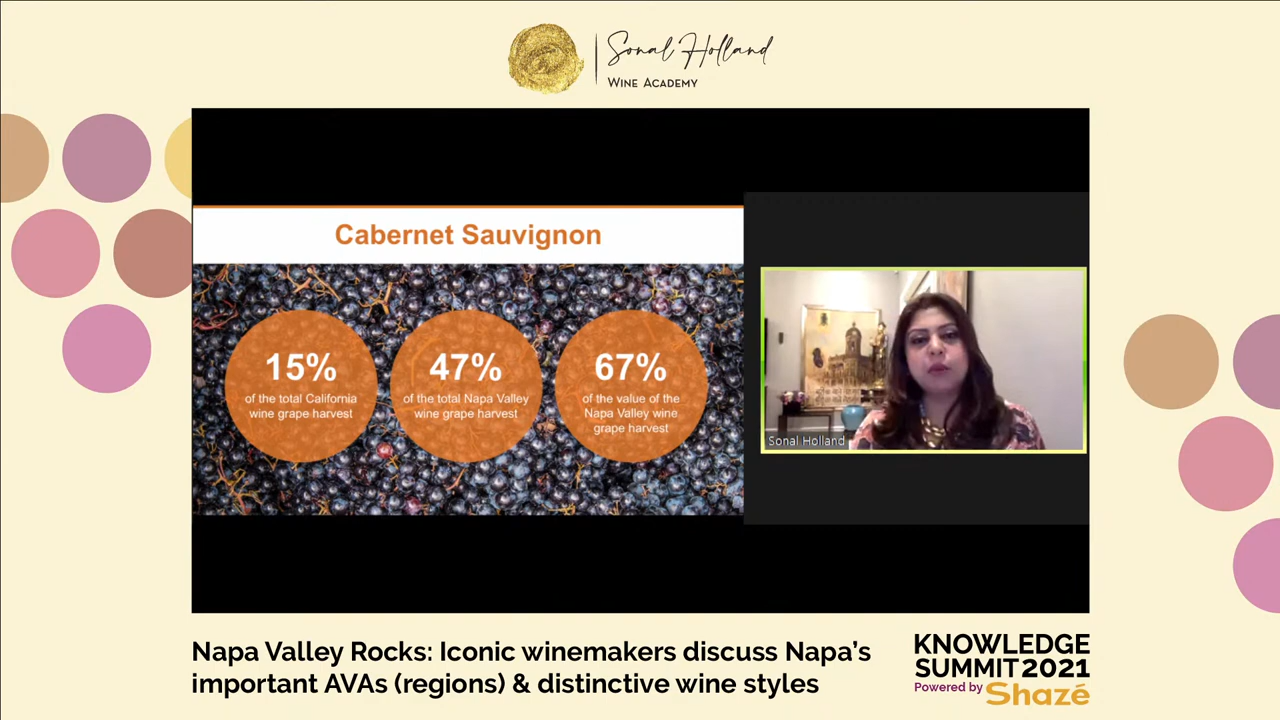 Sonal Holland
WINE ACADEMY
Cabernet Sauvignon
15%
of the total California
wine grape harvest
47%
of the total Napa Valley
wine grape harvest
67%
of the value of the
Napa Valley wine
grape harvest
Sonal Holland
Napa Valley Rocks: Iconic winemakers discuss Napa's
important AVAs (regions) & distinctive wine styles
KNOWLEDGE
SUMMIT 2021
Powered by Shazé